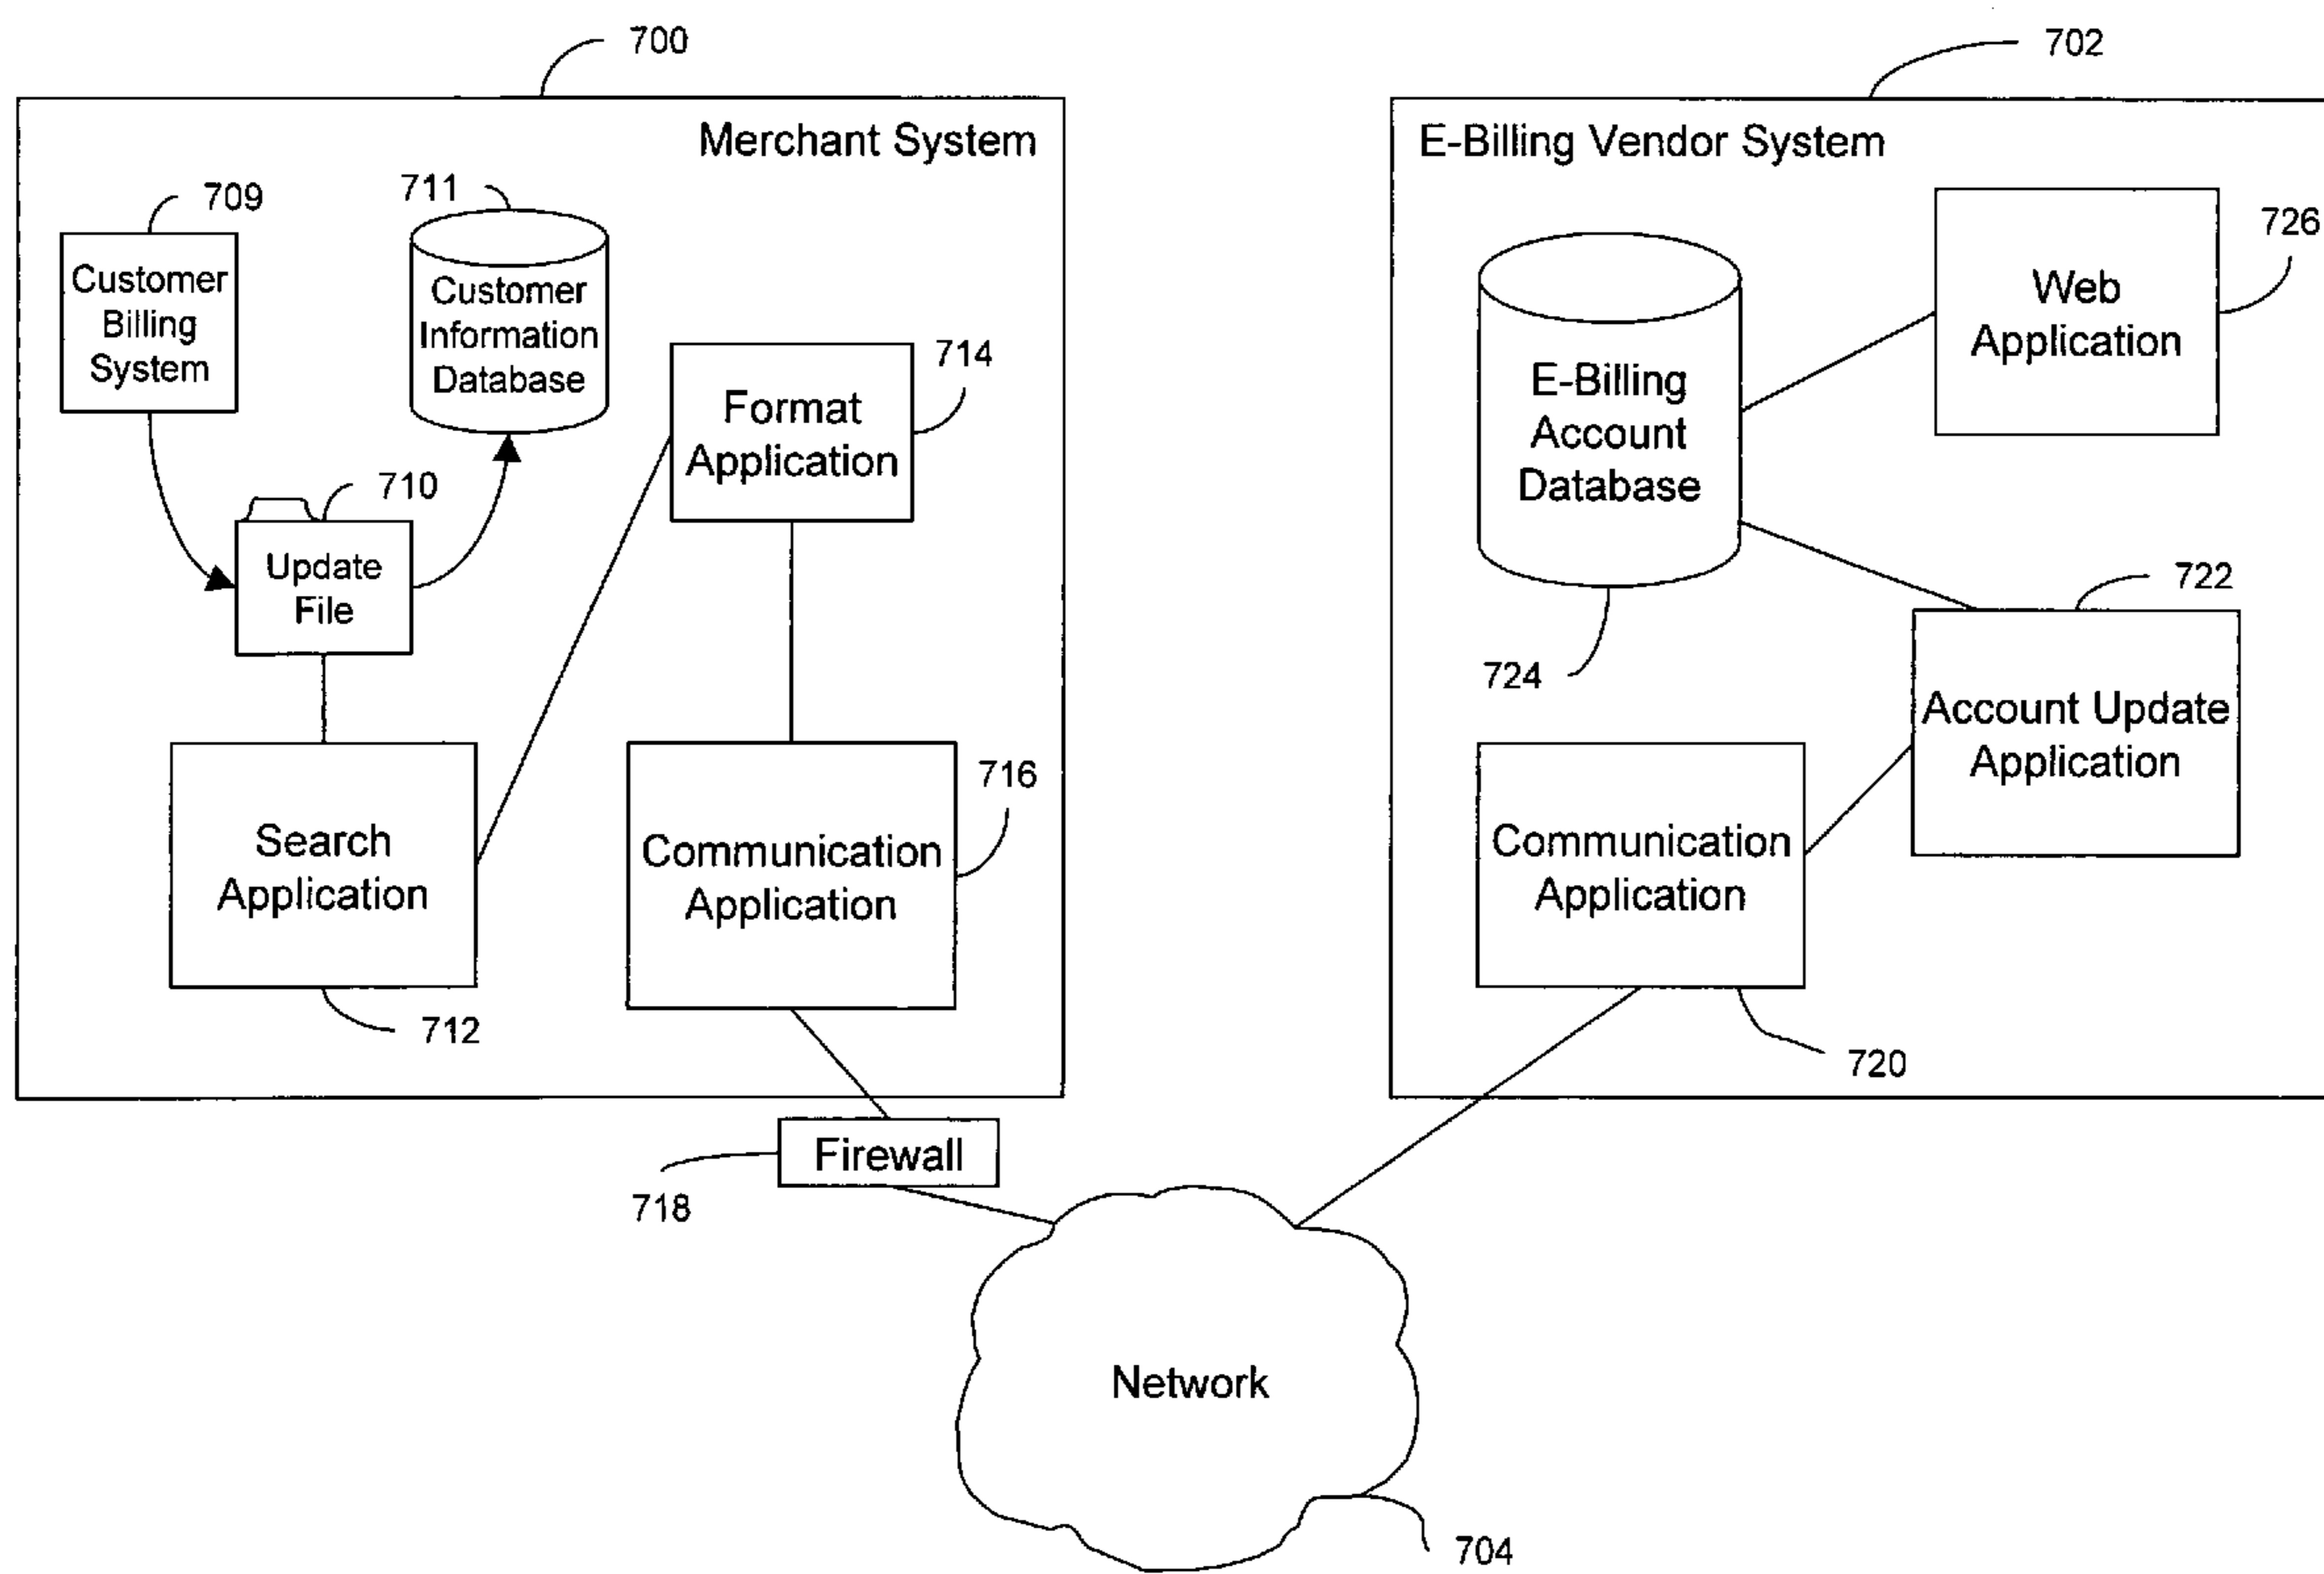 700
702
Merchant System
E-Billing Vendor System
709
711
Customer
Billing
System
Customer
Information
Database
714
Format
Application
710
Update
File
Search
Application
712
716
Communication
Application
726
Web
Application
E-Billing
Account
Database
724
722
Account Update
Application
Communication
Application
720
Firewall
718
Network
704